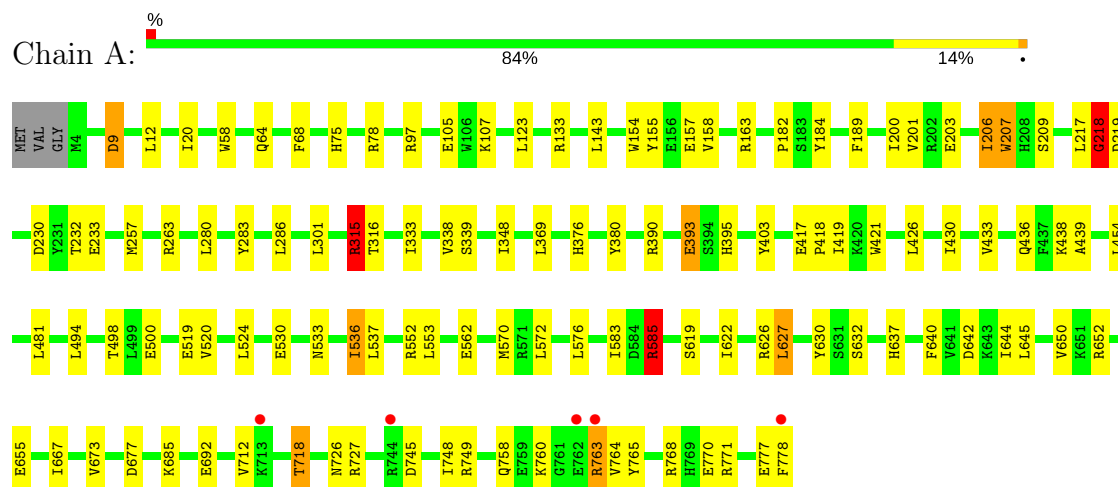 %
Chain A:
84% 14% •
MET VAL GLY M4 D9 L12 I20 W58 Q64 F68 H75 R78 R97 E105 W106 K107 L123 R133 L143 W154 Y155 E156 E157 V158 R163 P182 S183 Y184 F189 I200 V201 R202 E203 I206 W207 H208 S209 L217 G218 D219
D230 Y231 T232 E233 M257 R263 L280 Y283 L286 L301 R315 T316 I333 V338 S339 I348 L369 H376 Y380 R390 E393 S394 H395 Y403 E417 P418 I419 K420 W421 L426 I430 V433 Q436 F437 K438 A439 L454
L481 L494 T498 L499 E500 E519 V520 L524 E530 N533 I536 L537 R552 L553 E562 M570 R571 L572 L576 I583 D584 R585 S619 I622 R626 L627 Y630 S631 S632 H637 F640 V641 D642 K643 I644 L645 V650 K651 R652
E655 I667 V673 D677 K685 E692 V712 K713 T718 N726 R727 R744 D745 I748 R749 Q758 E759 K760 G761 E762 R763 V764 Y765 R768 H769 E770 R771 E777 F778